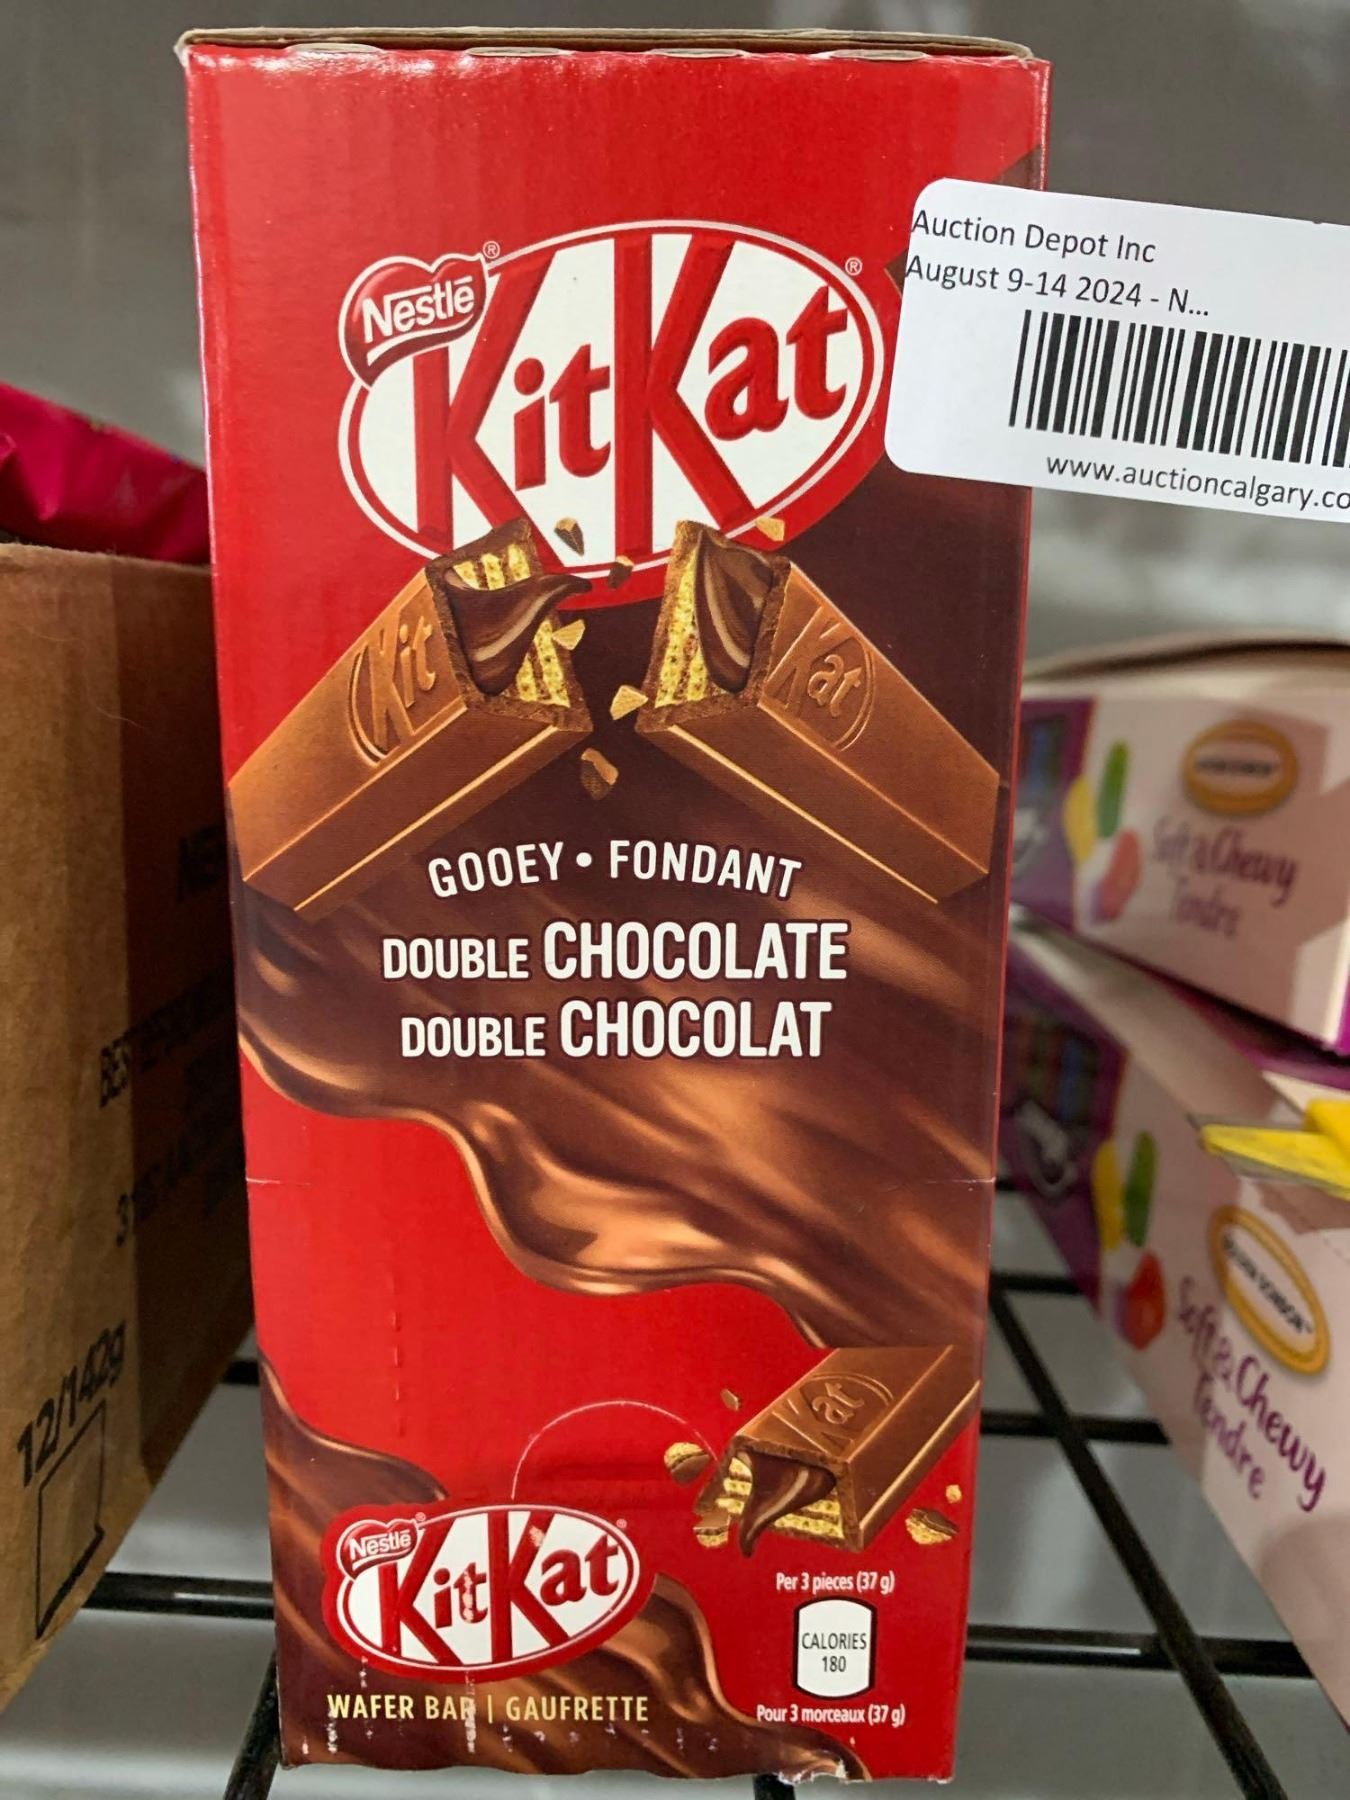 Auction Depot Inc
August 9-14 2024 - N...
www.auctioncalgary.co
Nestlé®
KitKat®
Kit
Kat
GOOEY • FONDANT
DOUBLE CHOCOLATE
DOUBLE CHOCOLAT
Kat
Nestlé
KitKat
WAFER BAR | GAUFRETTE
Per 3 pieces (37 g)
CALORIES
180
Pour 3 morceaux (37 g)
12/142g
Soft & Chewy
Tendre
Soft & Chewy
Tendre